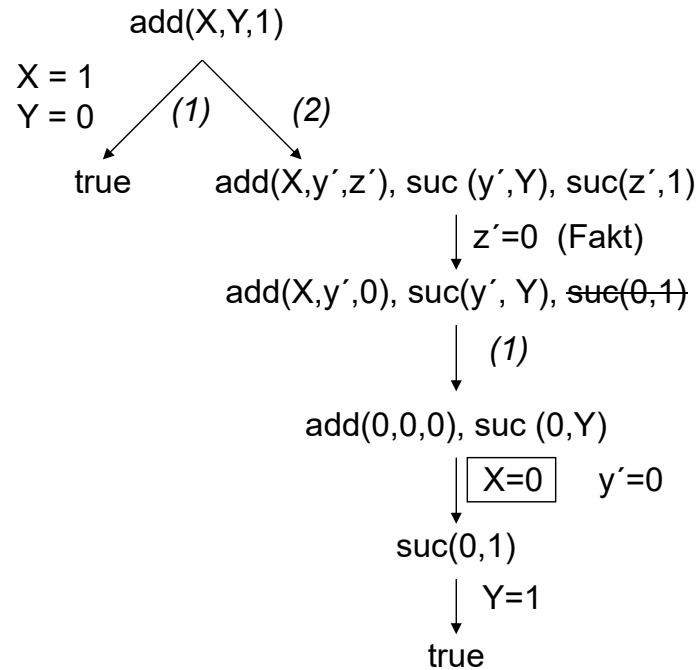 add(X,Y,1)
X = 1
Y = 0
(1)
(2)
true
add(X,y´,z´), suc (y´,Y), suc(z´,1)
z´=0 (Fakt)
add(X,y´,0), suc(y´, Y), suc(0,1)
(1)
add(0,0,0), suc (0,Y)
X=0 y´=0
suc(0,1)
Y=1
true